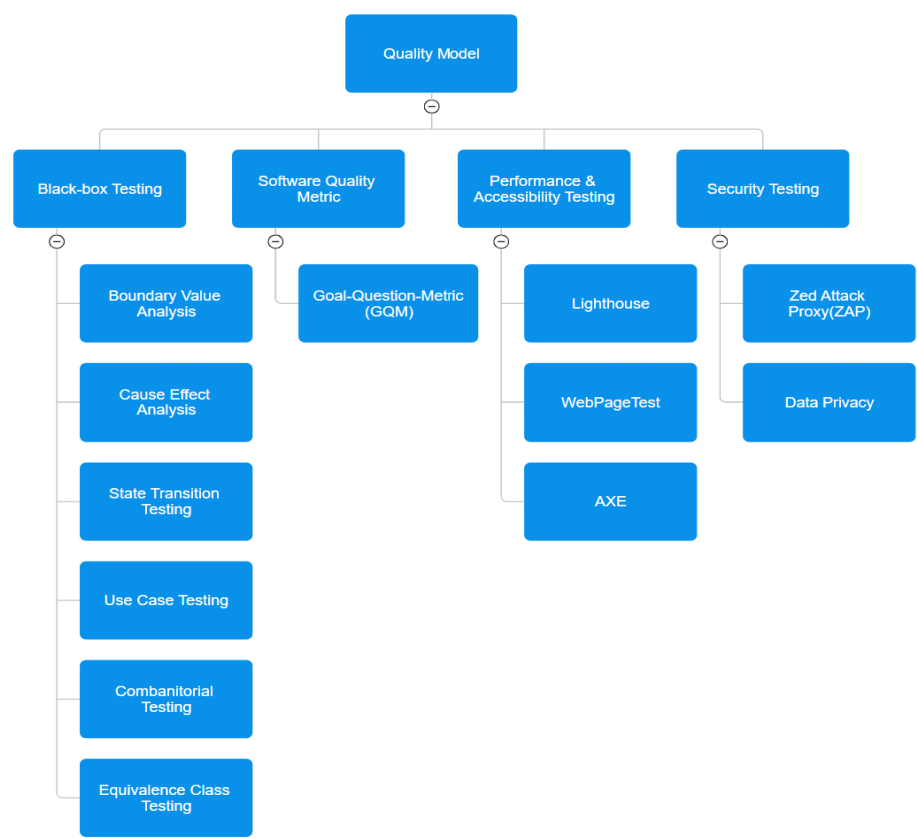 Quality Model
Black-box Testing
Software Quality
Metric
Performance &
Accessibility Testing
Security Testing
Boundary Value
Analysis
Cause Effect
Analysis
State Transition
Testing
Use Case Testing
Combanitorial
Testing
Equivalence Class
Testing
Goal-Question-Metric
(GQM)
Lighthouse
WebPageTest
AXE
Zed Attack
Proxy(ZAP)
Data Privacy